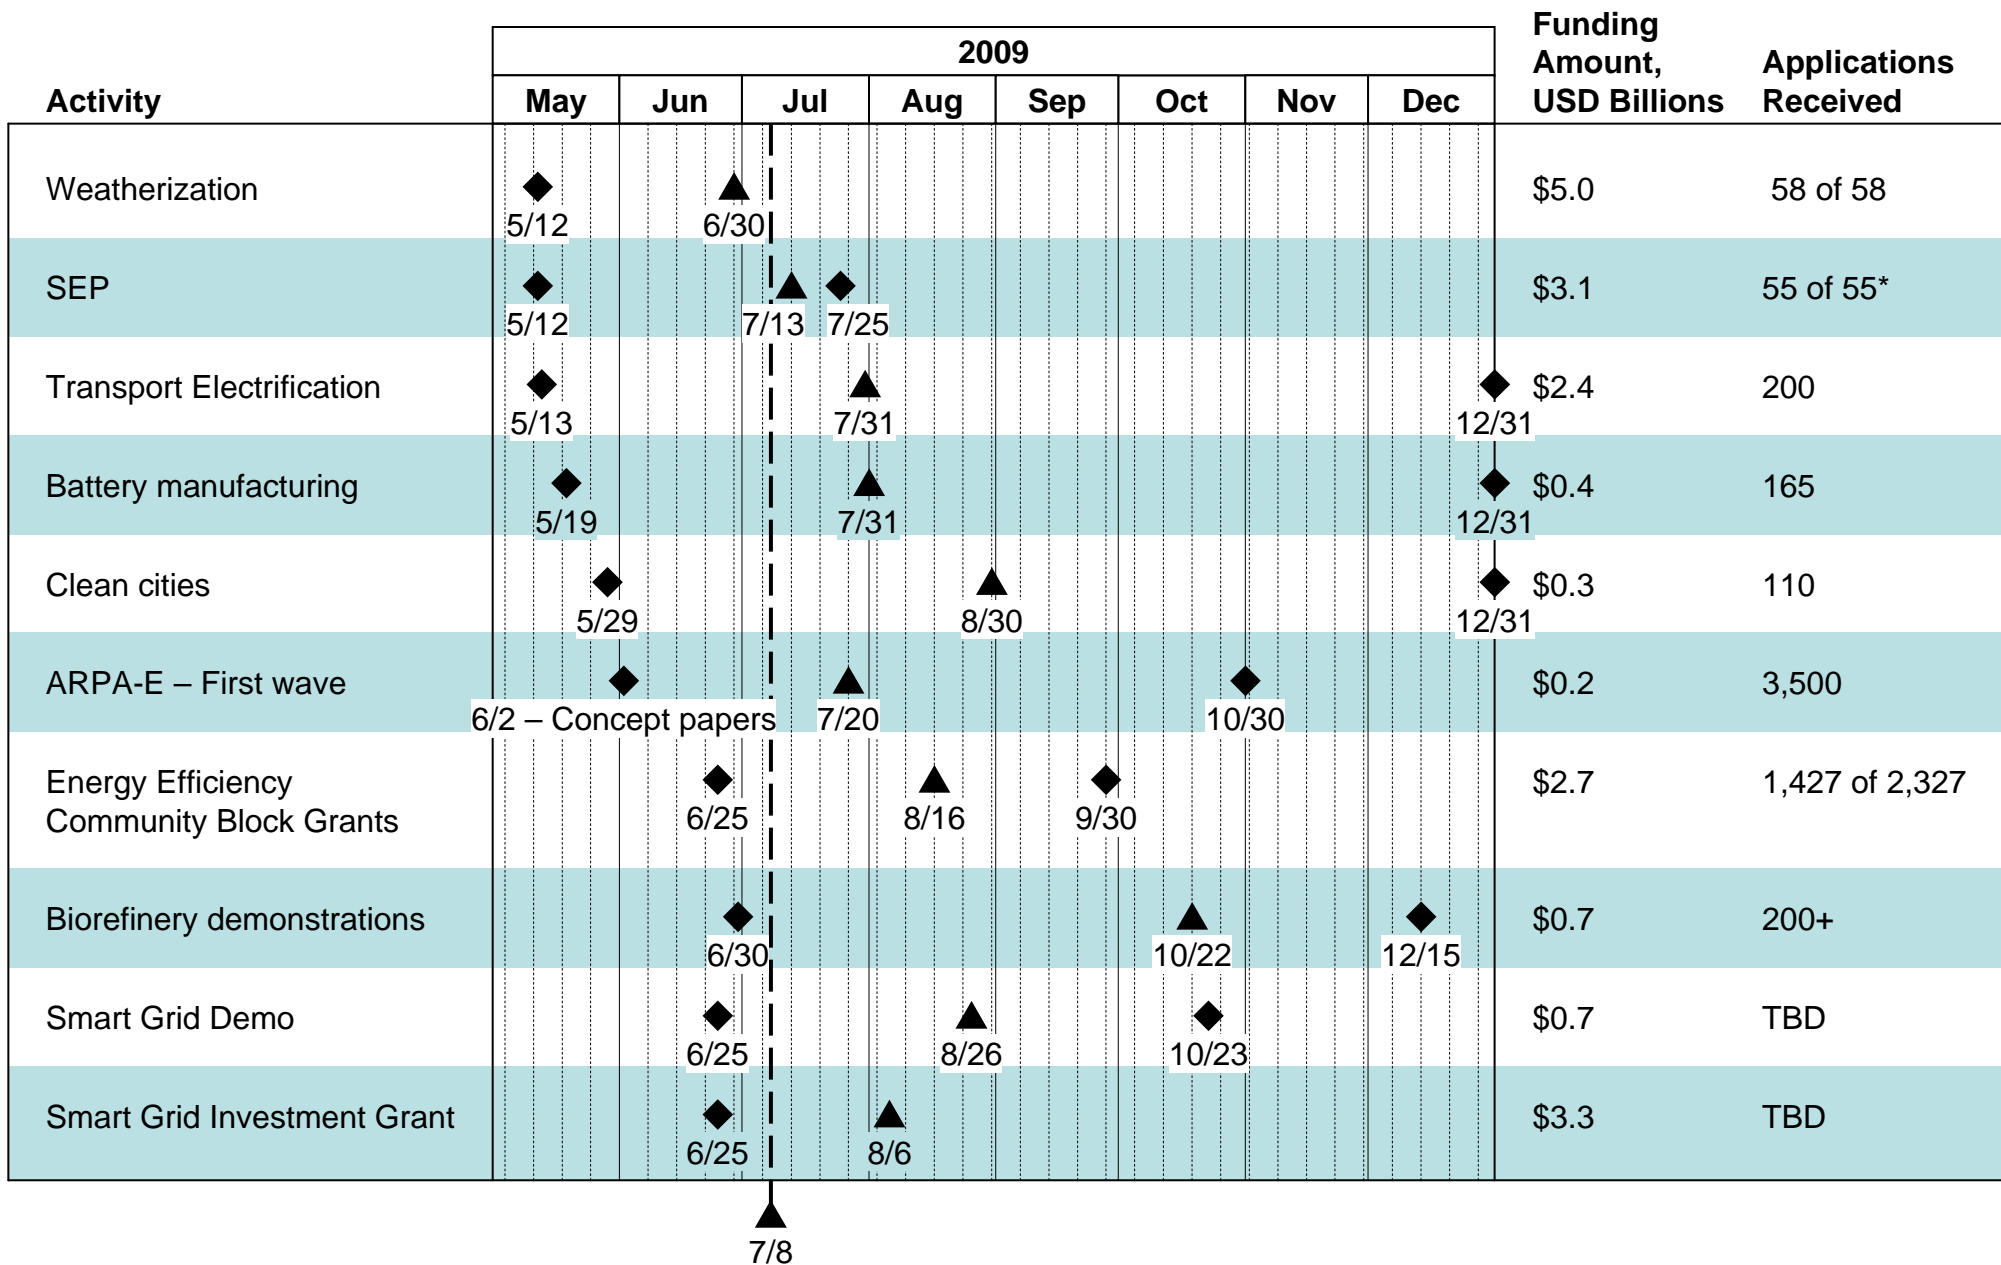 Funding
Amount,
USD Billions
Applications
Received
2009
Activity
May Jun Jul Aug Sep Oct Nov Dec
Weatherization
5/12 6/30
$5.0 58 of 58
SEP
5/12 7/13 7/25
$3.1 55 of 55*
Transport Electrification
5/13 7/31 12/31
$2.4 200
Battery manufacturing
5/19 7/31 12/31
$0.4 165
Clean cities
5/29 8/30 12/31
$0.3 110
ARPA-E – First wave
6/2 – Concept papers 7/20 10/30
$0.2 3,500
Energy Efficiency
Community Block Grants
6/25 8/16 9/30
$2.7 1,427 of 2,327
Biorefinery demonstrations
6/30 10/22 12/15
$0.7 200+
Smart Grid Demo
6/25 8/26 10/23
$0.7 TBD
Smart Grid Investment Grant
6/25 8/6
$3.3 TBD
7/8